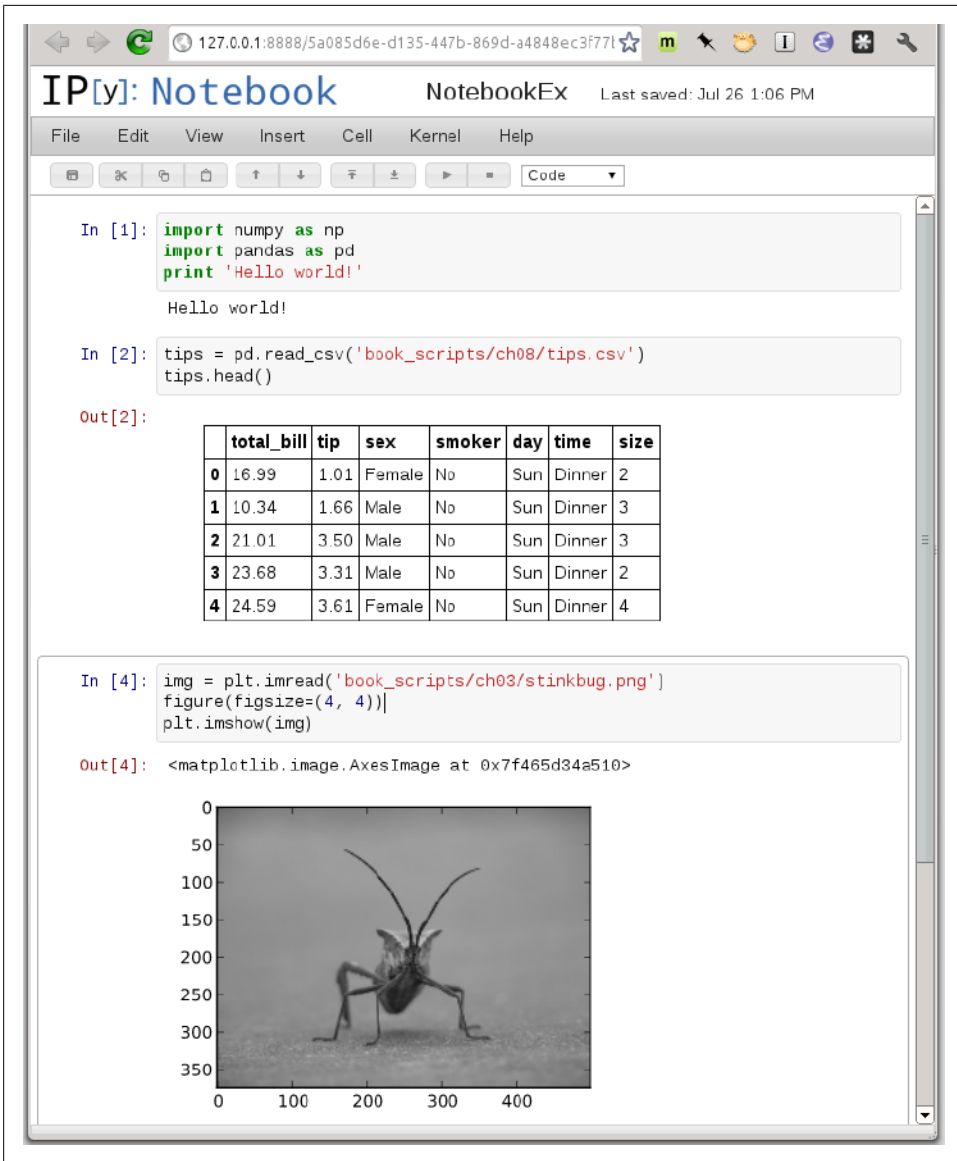 127.0.0.1:8888/5a085d6e-d135-447b-869d-a4848ec3f77b
IP[y]: Notebook NotebookEx Last saved: Jul 26 1:06 PM
File Edit View Insert Cell Kernel Help
Code
In [1]: import numpy as np
import pandas as pd
print 'Hello world!'
Hello world!
In [2]: tips = pd.read_csv('book_scripts/ch08/tips.csv')
tips.head()
Out[2]:
total_bill tip sex smoker day time size
0 16.99 1.01 Female No Sun Dinner 2
1 10.34 1.66 Male No Sun Dinner 3
2 21.01 3.50 Male No Sun Dinner 3
3 23.68 3.31 Male No Sun Dinner 2
4 24.59 3.61 Female No Sun Dinner 4
In [4]: img = plt.imread('book_scripts/ch03/stinkbug.png')
figure(figsize=(4, 4))
plt.imshow(img)
Out[4]: <matplotlib.image.AxesImage at 0x7f465d34a510>
0
50
100
150
200
250
300
350
0 100 200 300 400